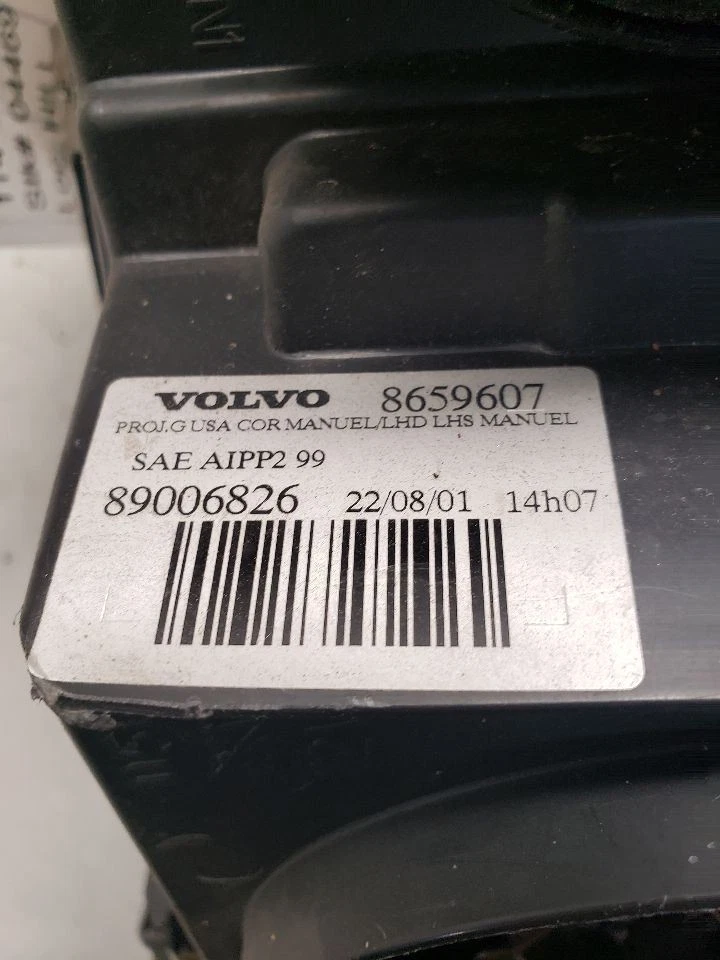 VOLVO 8659607
PROJ.G USA COR MANUEL/LHD LHS MANUEL
SAE AIPP2 99
89006826 22/08/01 14h07